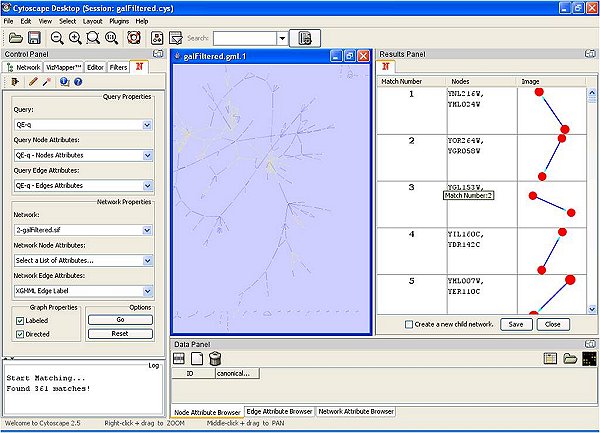 Cytoscape Desktop (Session: galFiltered.cys)
File Edit View Select Layout Plugins Help
Search:
Control Panel
Network VizMapper™ Editor Filters
Query Properties
Query:
QE-q
Query Node Attributes:
QE-q - Nodes Attributes
Query Edge Attributes:
QE-q - Edges Attributes
Network Properties
Network:
2-galFiltered.sif
Network Node Attributes:
Select a List of Attributes...
Network Edge Attributes:
XGMML Edge Label
Graph Properties
Labeled
Directed
Options
Go
Reset
Log
Start Matching...
Found 361 matches!
galFiltered.gml.1
Results Panel
Match Number Nodes Image
1 YNL216W,
YML024W
2 YOR264W,
YGR058W
3 YGL153W,
Match Number:2
4 YIL160C,
YDR142C
5 YML007W,
YER110C
Create a new child network. Save Close
Data Panel
ID canonical...
Node Attribute Browser Edge Attribute Browser Network Attribute Browser
Welcome to Cytoscape 2.5 Right-click + drag to ZOOM Middle-click + drag to PAN